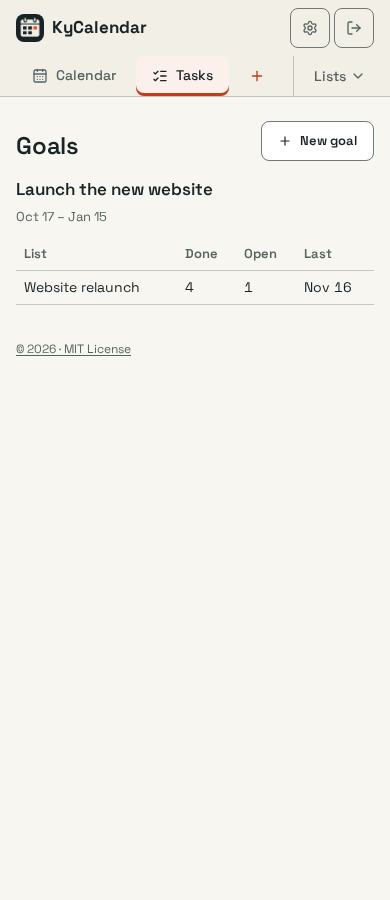 KyCalendar
Calendar Tasks + Lists
Goals
+ New goal
Launch the new website
Oct 17 – Jan 15
List Done Open Last
Website relaunch 4 1 Nov 16
© 2026 · MIT License